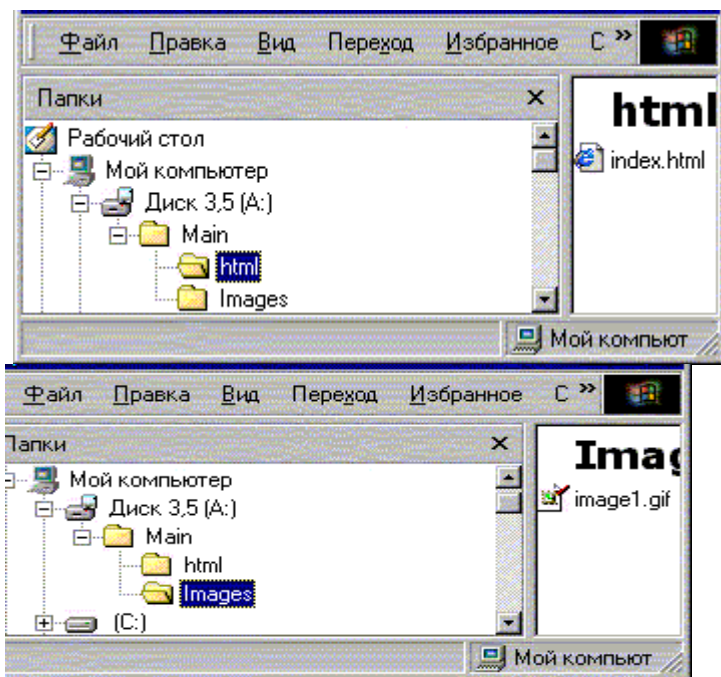 Файл Правка Вид Переход Избранное С »
Папки ×
Рабочий стол
Мой компьютер
Диск 3,5 (A:)
Main
html
Images
html
index.html
Мой компьют
Файл Правка Вид Переход Избранное С »
Папки ×
Мой компьютер
Диск 3,5 (A:)
Main
html
Images
(C:)
Imag
image1.gif
Мой компьют